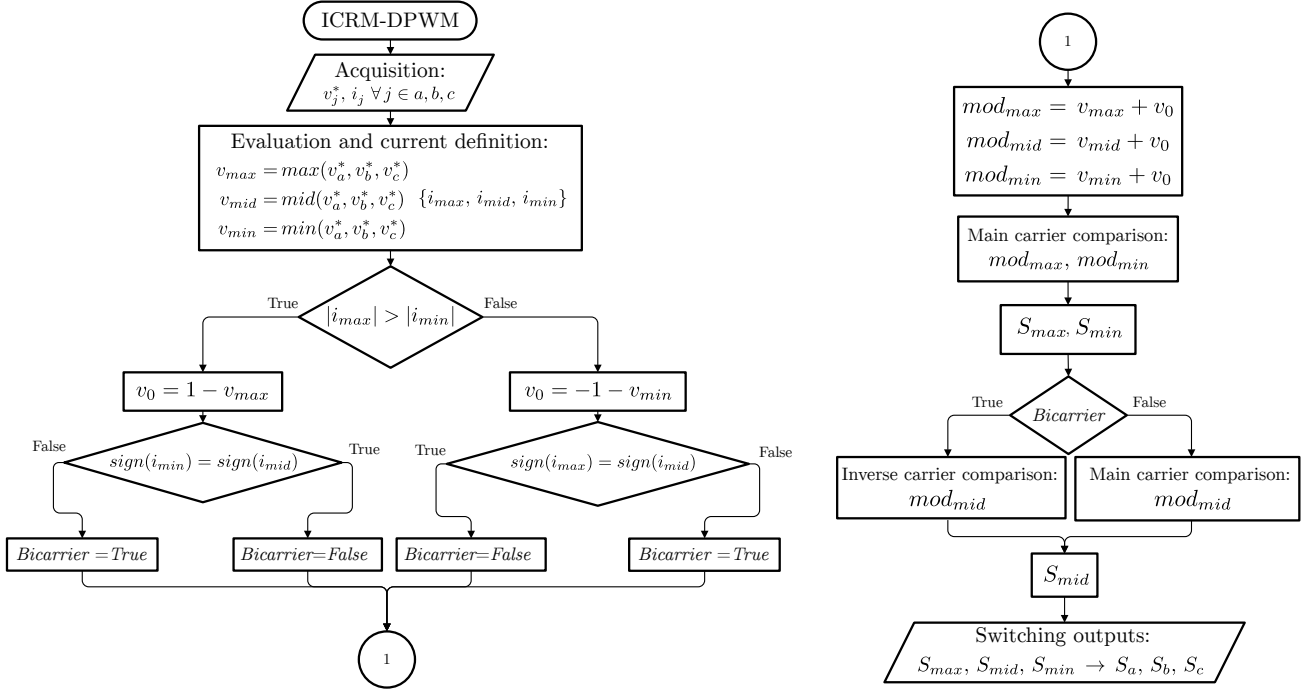 ICRM-DPWM
Acquisition:
v*_j, i_j ∀ j ∈ a, b, c
Evaluation and current definition:
v_max = max(v*_a, v*_b, v*_c)
v_mid = mid(v*_a, v*_b, v*_c) {i_max, i_mid, i_min}
v_min = min(v*_a, v*_b, v*_c)
|i_max| > |i_min|
True
False
v_0 = 1 − v_max
v_0 = −1 − v_min
False
sign(i_min) = sign(i_mid)
True
True
sign(i_max) = sign(i_mid)
False
Bicarrier =True
Bicarrier=False
Bicarrier=False
Bicarrier =True
1
1
mod_max = v_max + v_0
mod_mid = v_mid + v_0
mod_min = v_min + v_0
Main carrier comparison:
mod_max, mod_min
S_max, S_min
True
Bicarrier
False
Inverse carrier comparison:
mod_mid
Main carrier comparison:
mod_mid
S_mid
Switching outputs:
S_max, S_mid, S_min → S_a, S_b, S_c